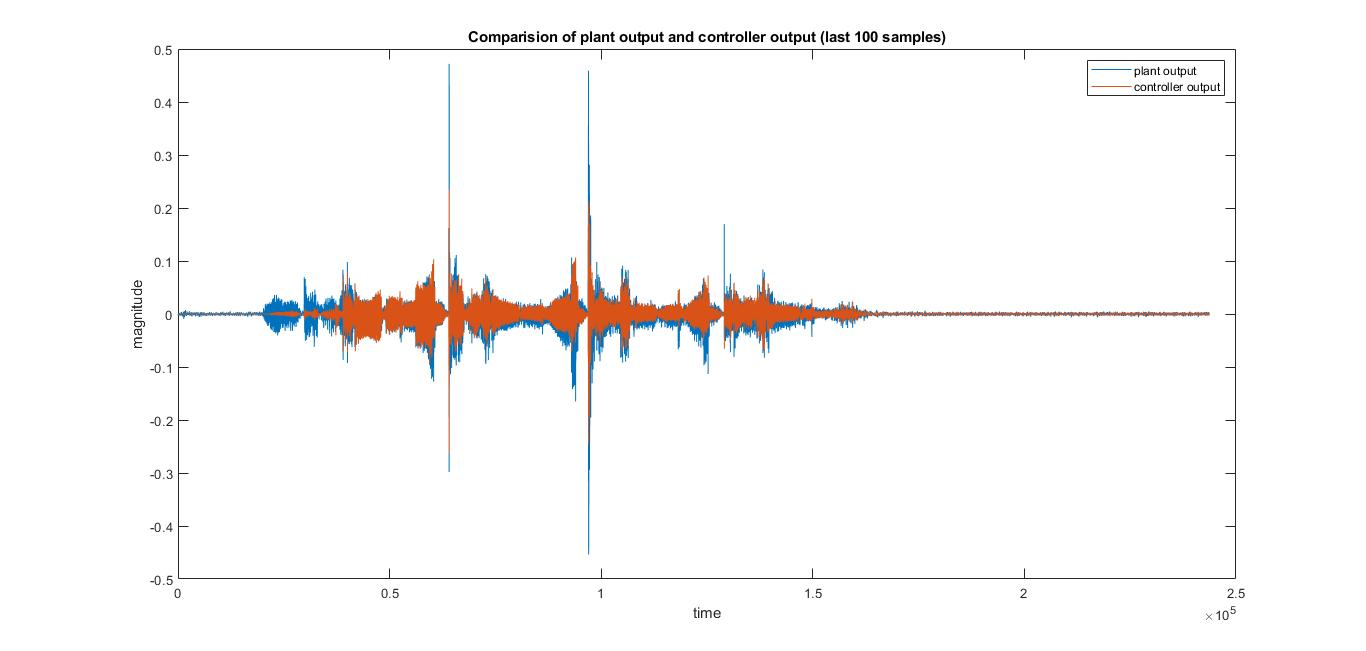 Comparision of plant output and controller output (last 100 samples)
plant output
controller output
0.5
0.4
0.3
0.2
0.1
0
-0.1
-0.2
-0.3
-0.4
-0.5
magnitude
0 0.5 1 1.5 2 2.5
time
×10^5